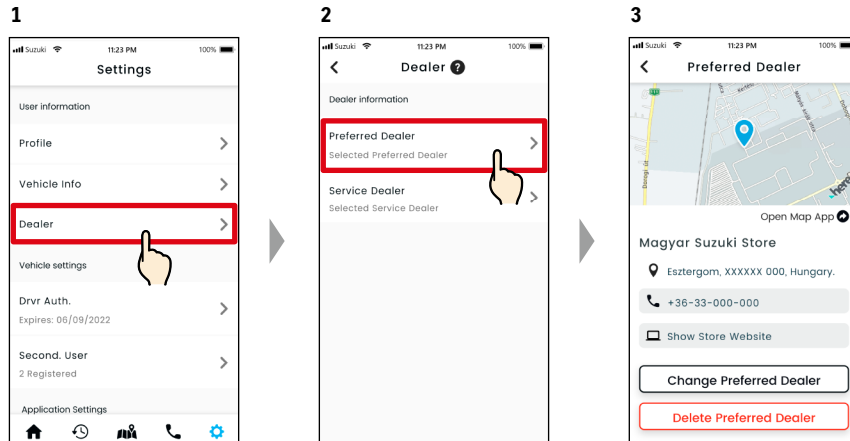 1
Suzuki 11:23 PM 100%
Settings
User information
Profile
Vehicle Info
Dealer
Vehicle settings
Drvr Auth.
Expires: 06/09/2022
Second. User
2 Registered
Application Settings
2
Suzuki 11:23 PM 100%
Dealer ?
Dealer information
Preferred Dealer
Selected Preferred Dealer
Service Dealer
Selected Service Dealer
3
Suzuki 11:23 PM 100%
Preferred Dealer
Dorogi út
here
Open Map App
Magyar Suzuki Store
Esztergom, XXXXXX 000, Hungary.
+36-33-000-000
Show Store Website
Change Preferred Dealer
Delete Preferred Dealer